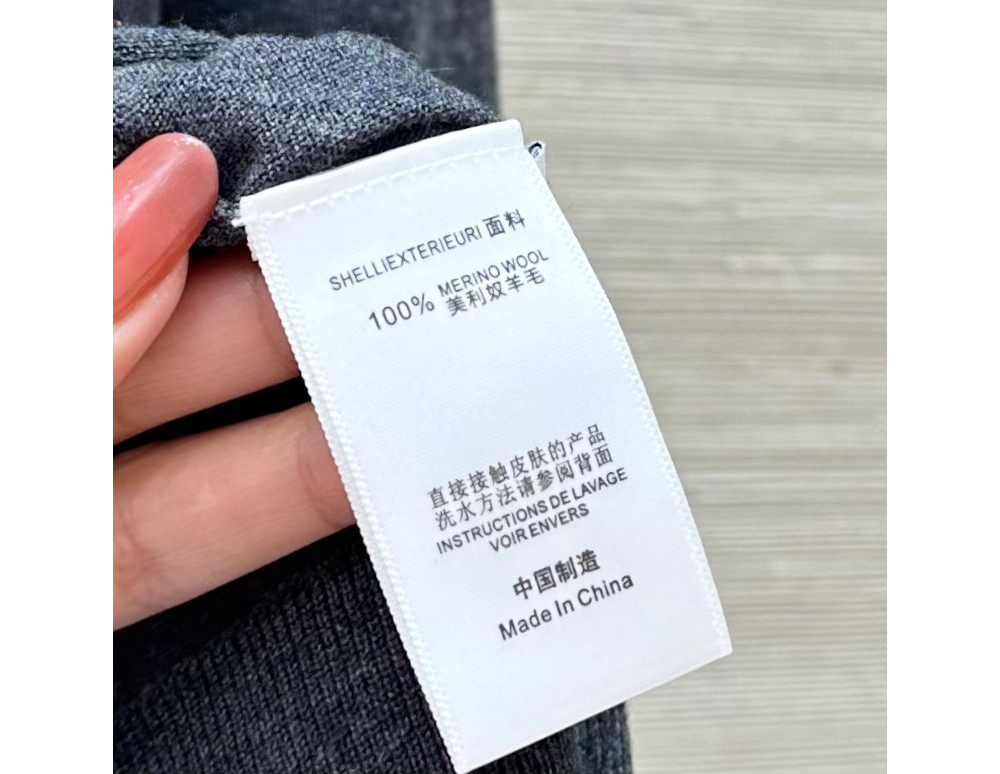 SHELLIEXTERIEURI 面料
100% MERINO WOOL
美利奴羊毛
直接接触皮肤的产品
洗水方法请参阅背面
INSTRUCTIONS DE LAVAGE
VOIR ENVERS
中国制造
Made In China